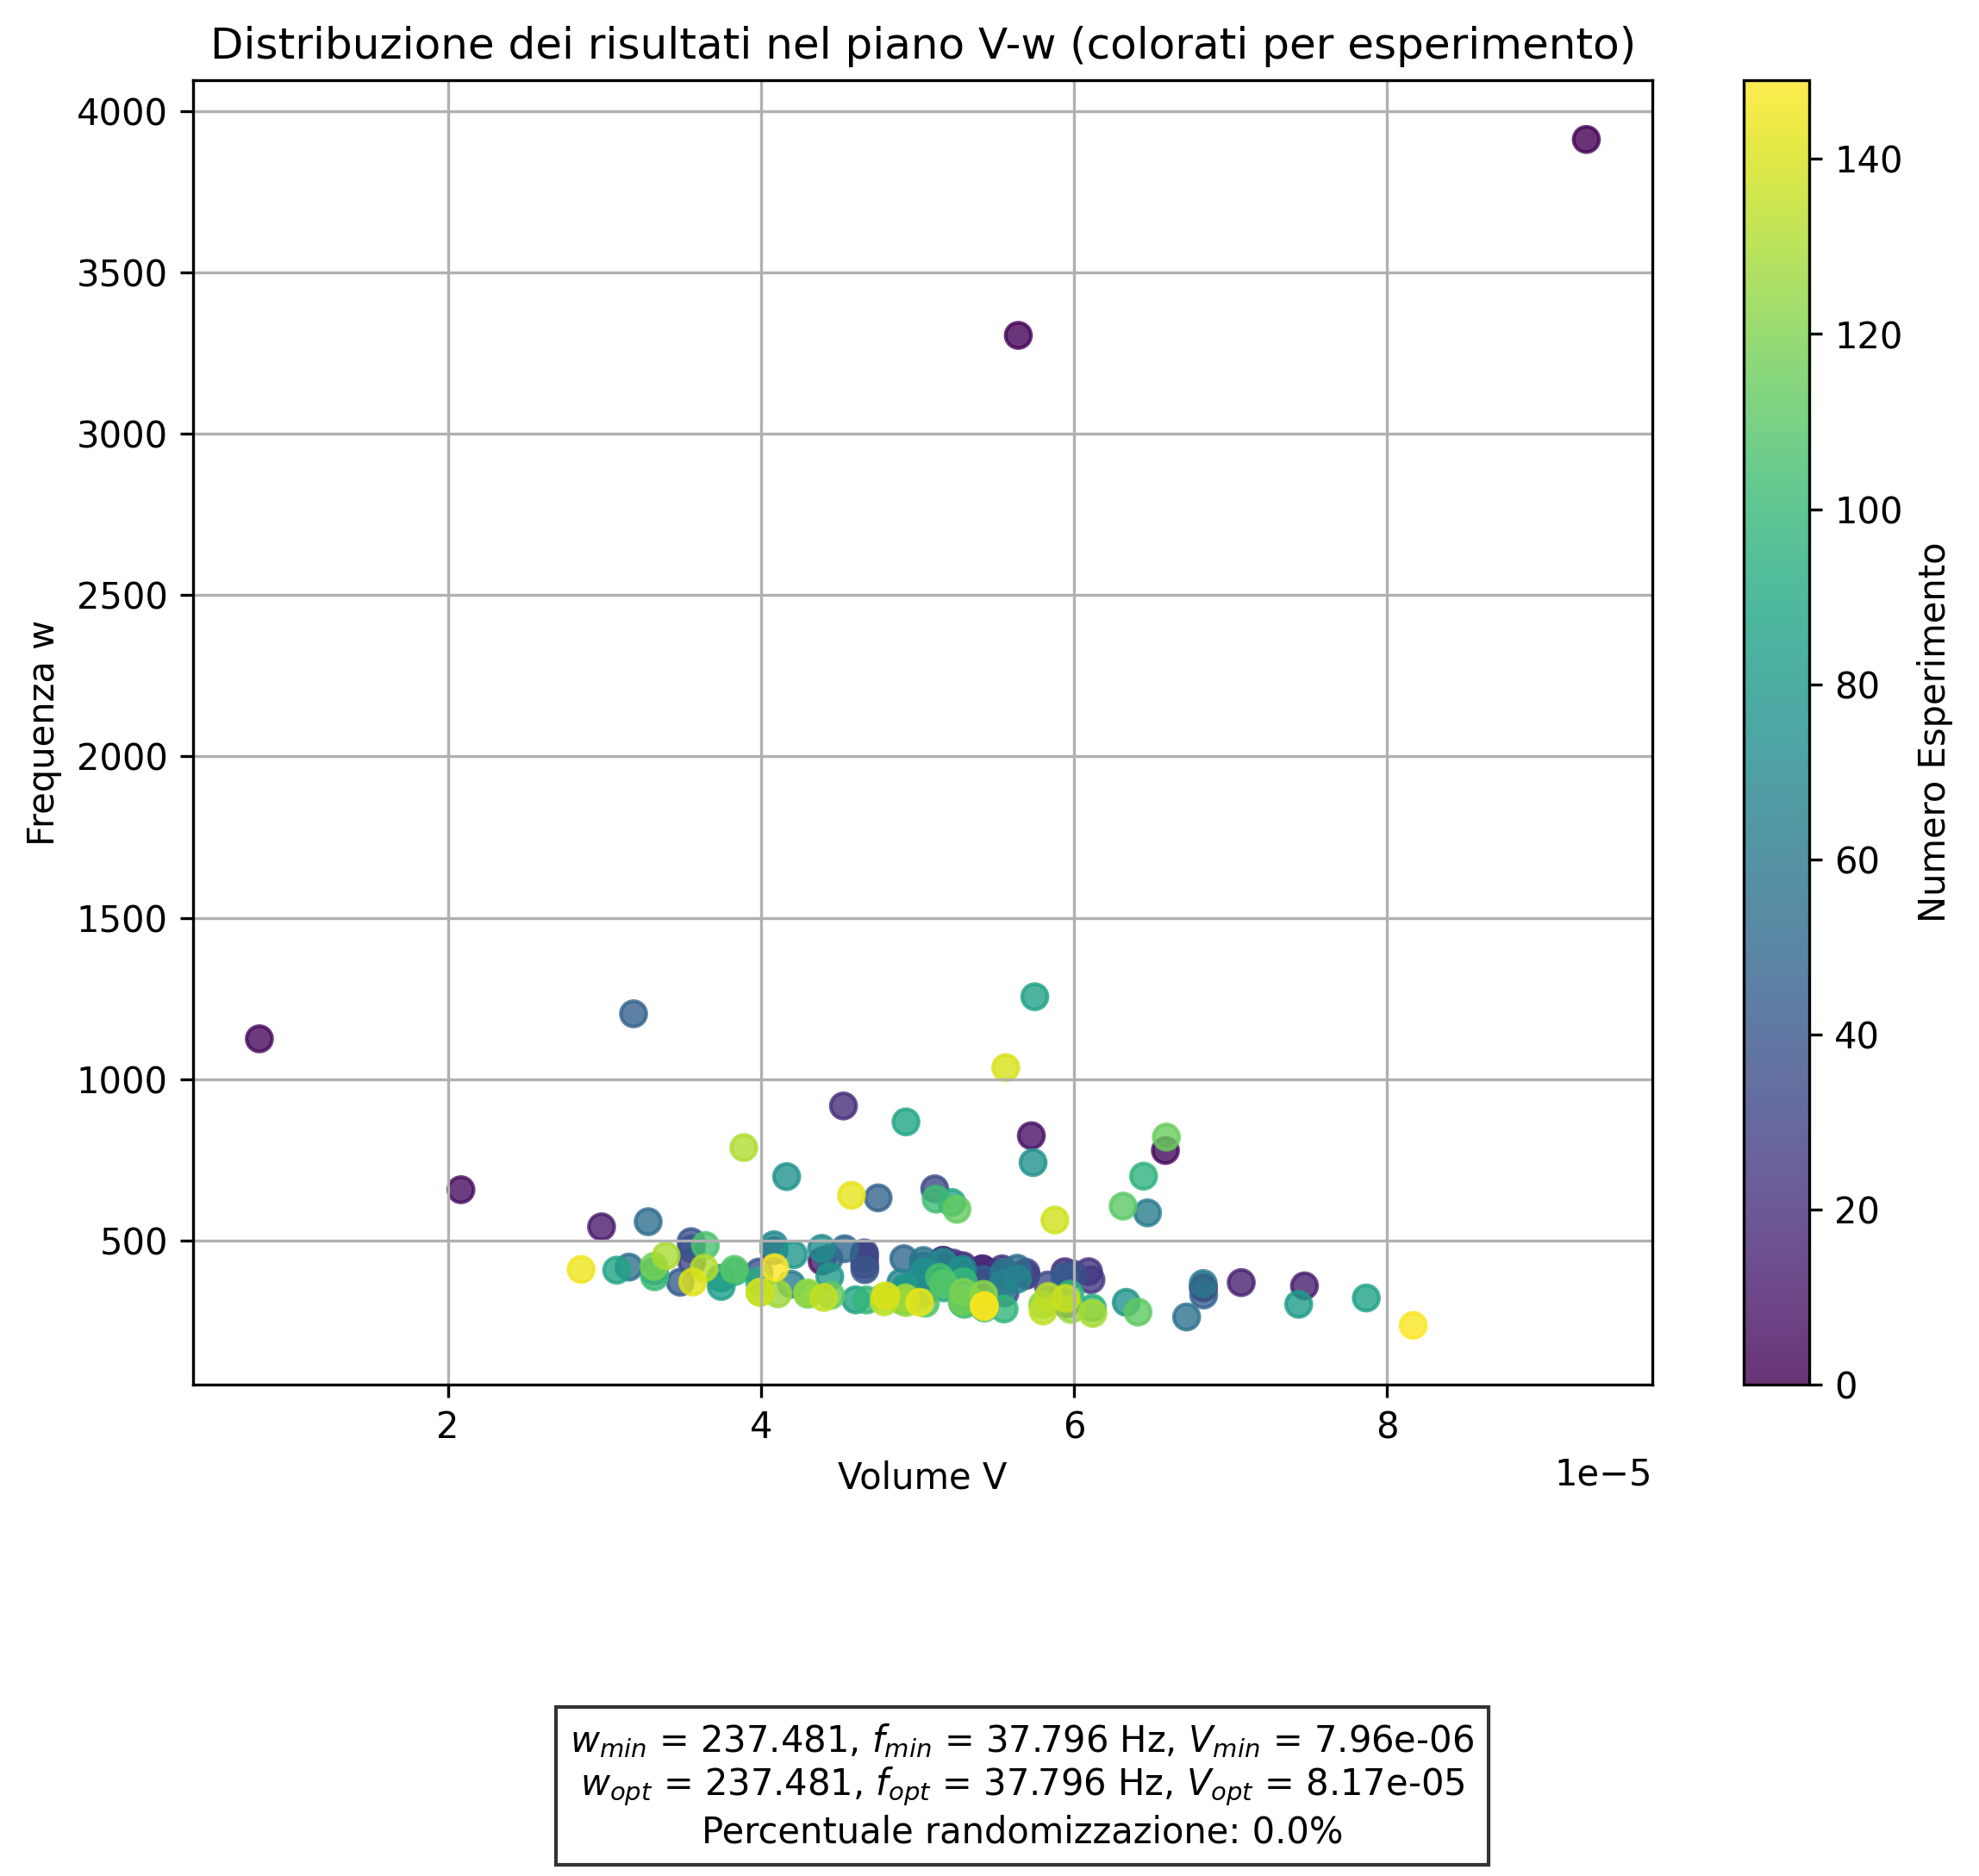 Distribuzione dei risultati nel piano V-w (colorati per esperimento)
4000
3500
3000
2500
2000
1500
1000
500
Frequenza w
2 4 6 8
1e−5
Volume V
140
120
100
80
60
40
20
0
Numero Esperimento
w_min = 237.481, f_min = 37.796 Hz, V_min = 7.96e-06
w_opt = 237.481, f_opt = 37.796 Hz, V_opt = 8.17e-05
Percentuale randomizzazione: 0.0%